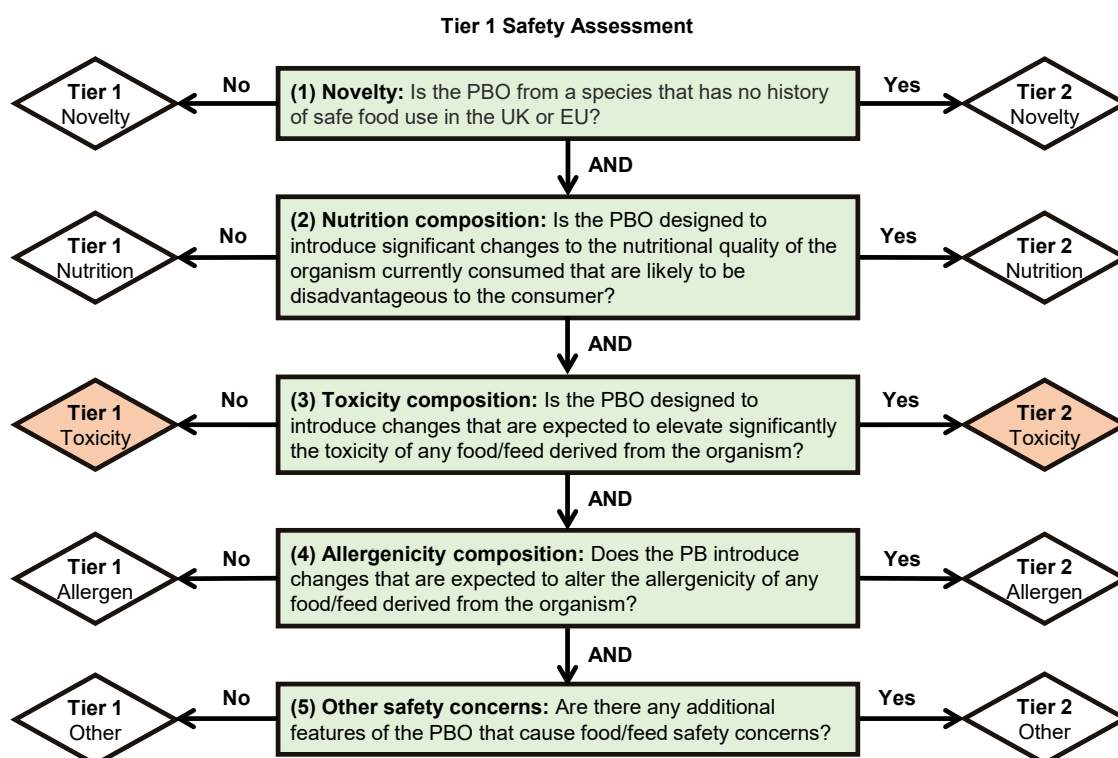 Tier 1 Safety Assessment
Tier 1
Novelty
No
(1) Novelty: Is the PBO from a species that has no history
of safe food use in the UK or EU?
Yes
Tier 2
Novelty
AND
Tier 1
Nutrition
No
(2) Nutrition composition: Is the PBO designed to
introduce significant changes to the nutritional quality of the
organism currently consumed that are likely to be
disadvantageous to the consumer?
Yes
Tier 2
Nutrition
AND
Tier 1
Toxicity
No
(3) Toxicity composition: Is the PBO designed to
introduce changes that are expected to elevate significantly
the toxicity of any food/feed derived from the organism?
Yes
Tier 2
Toxicity
AND
Tier 1
Allergen
No
(4) Allergenicity composition: Does the PB introduce
changes that are expected to alter the allergenicity of any
food/feed derived from the organism?
Yes
Tier 2
Allergen
AND
Tier 1
Other
No
(5) Other safety concerns: Are there any additional
features of the PBO that cause food/feed safety concerns?
Yes
Tier 2
Other